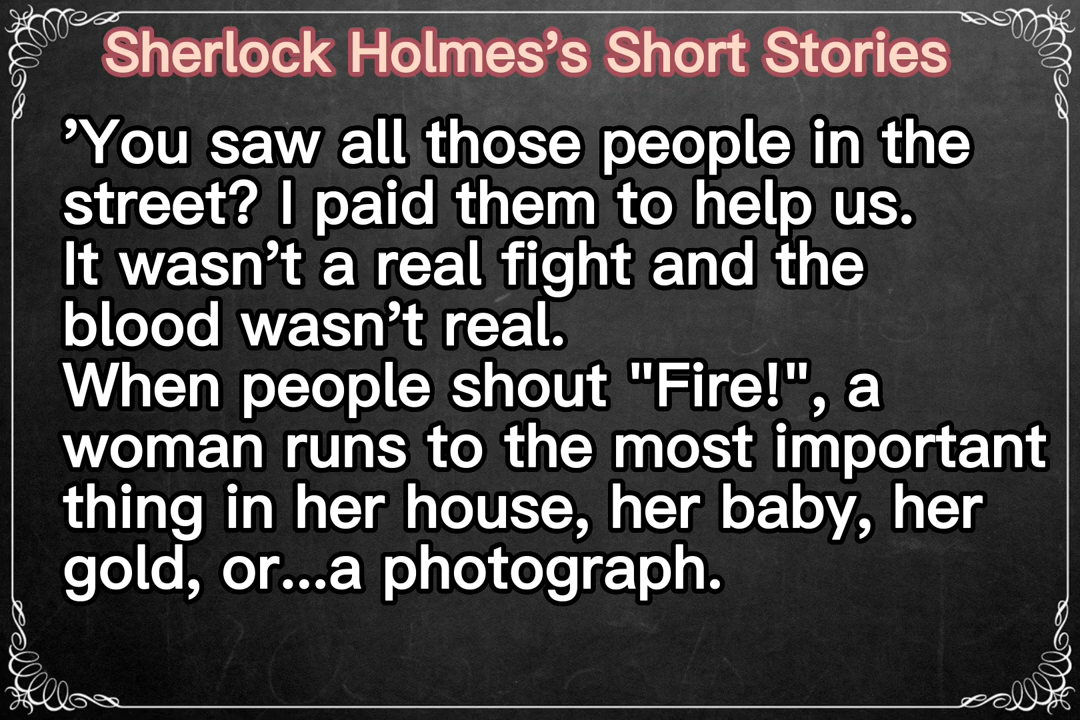 Sherlock Holmes’s Short Stories
’You saw all those people in the
street? I paid them to help us.
It wasn’t a real fight and the
blood wasn’t real.
When people shout "Fire!", a
woman runs to the most important
thing in her house, her baby, her
gold, or...a photograph.